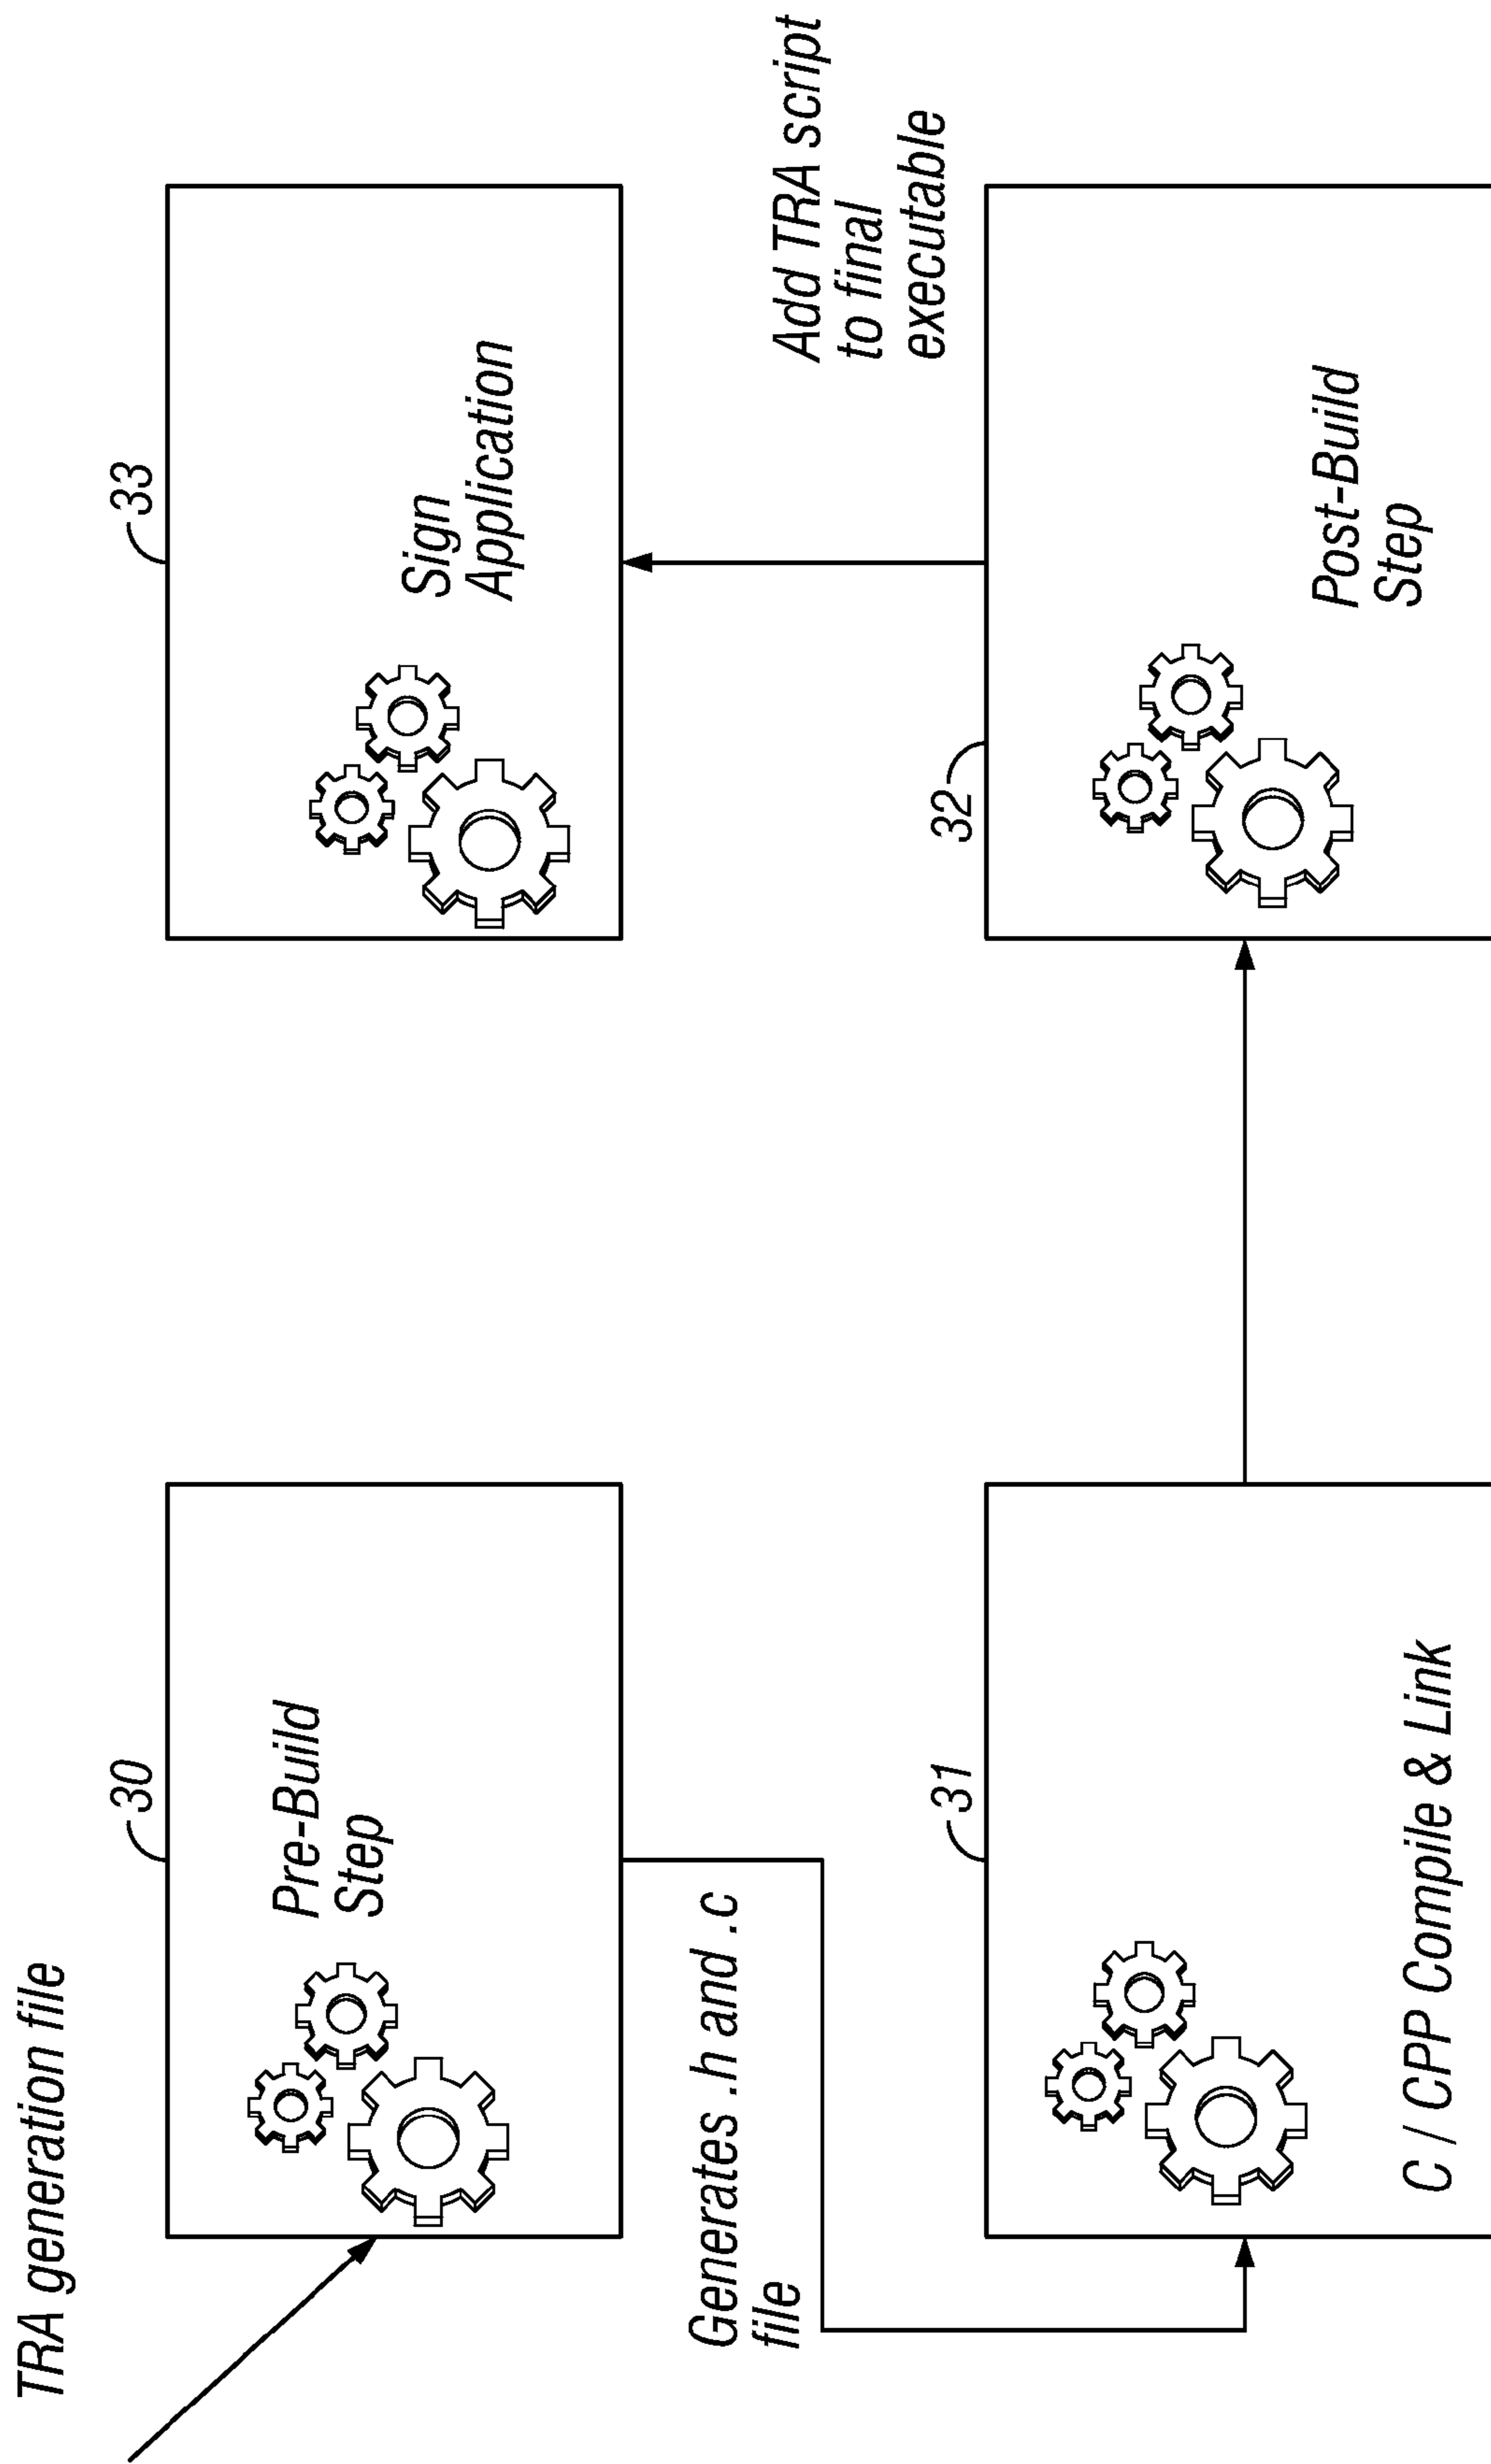 TRA generation file
30
Pre-Build
Step
Generates .h and .c
file
31
C / CPP Compile & Link
33
Sign
Application
Add TRA script
to final
executable
32
Post-Build
Step